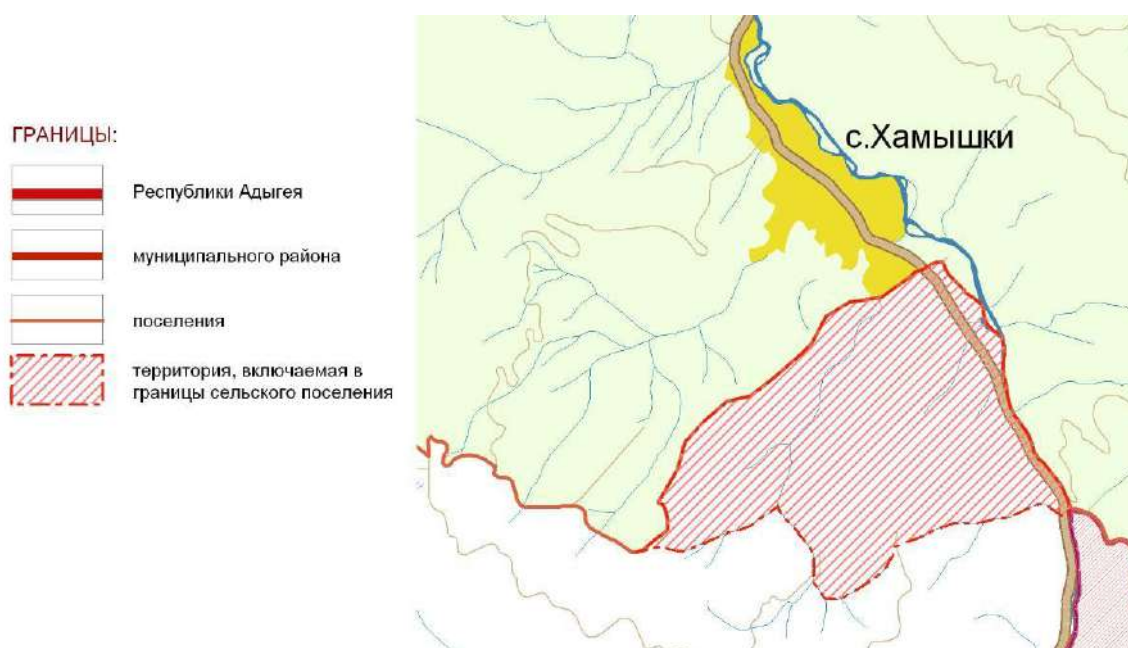 ГРАНИЦЫ:
Республики Адыгея
муниципального района
поселения
территория, включаемая в
границы сельского поселения
с.Хамышки